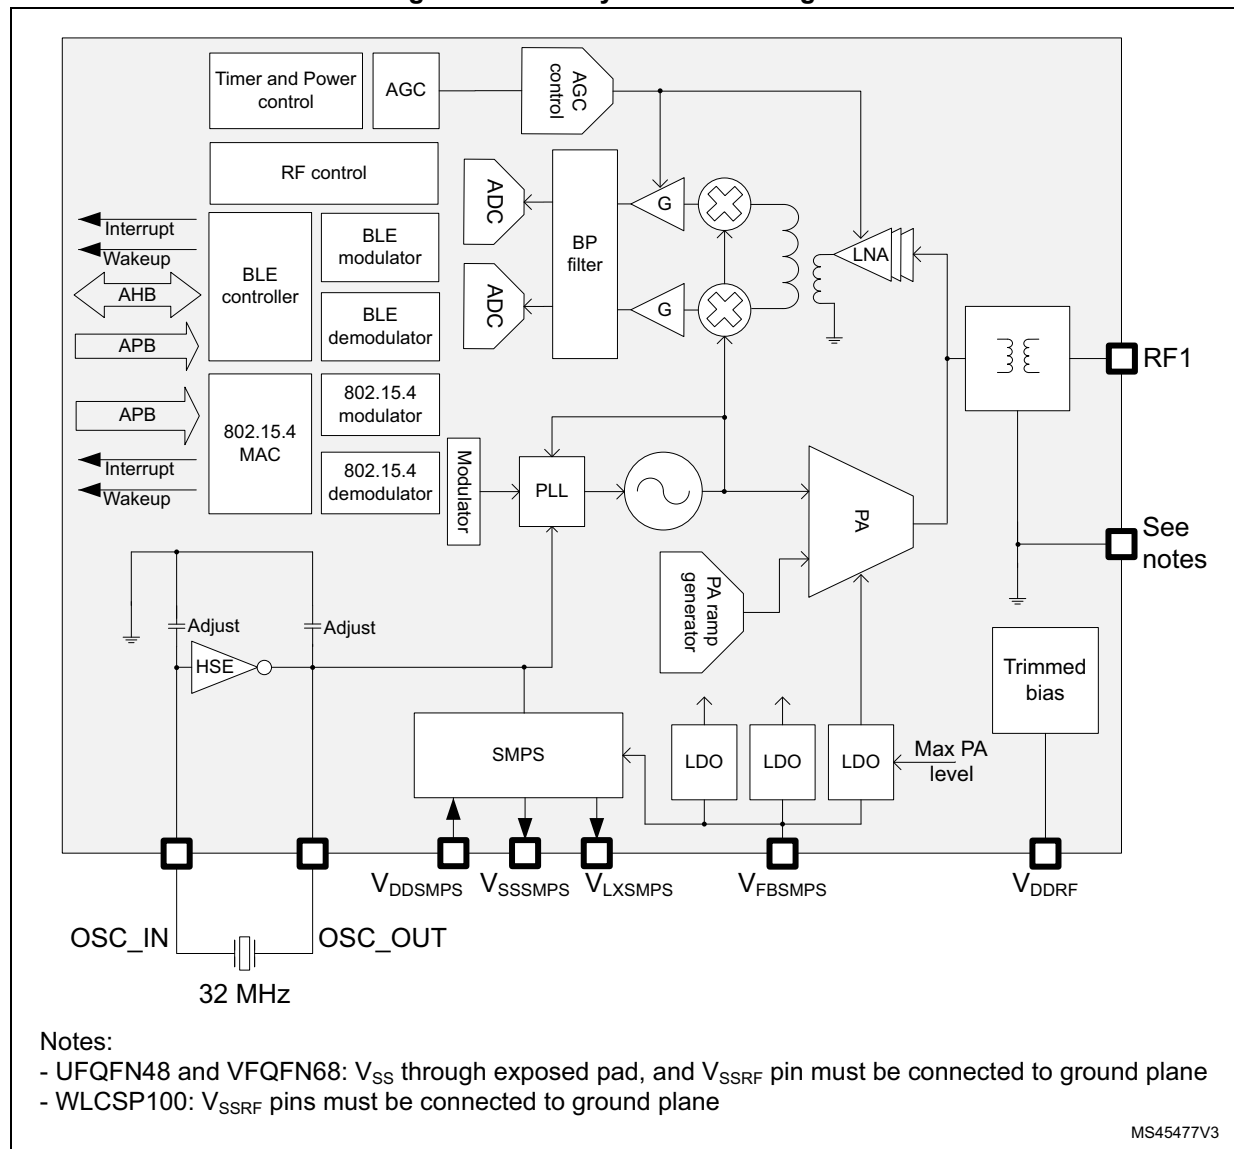 Timer and Power
control
AGC
AGC
control
RF control
ADC
ADC
BP
filter
G
G
LNA
Interrupt
Wakeup
AHB
APB
BLE
controller
BLE
modulator
BLE
demodulator
RF1
APB
Interrupt
Wakeup
802.15.4
MAC
802.15.4
modulator
802.15.4
demodulator
Modulator
PLL
PA
See
notes
PA ramp
generator
Adjust
Adjust
HSE
Trimmed
bias
SMPS
LDO
LDO
LDO
Max PA
level
VDDSMPS
VSSSMPS
VLXSMPS
VFBSMPS
VDDRF
OSC_IN
OSC_OUT
32 MHz
Notes:
- UFQFN48 and VFQFN68: VSS through exposed pad, and VSSRF pin must be connected to ground plane
- WLCSP100: VSSRF pins must be connected to ground plane
MS45477V3